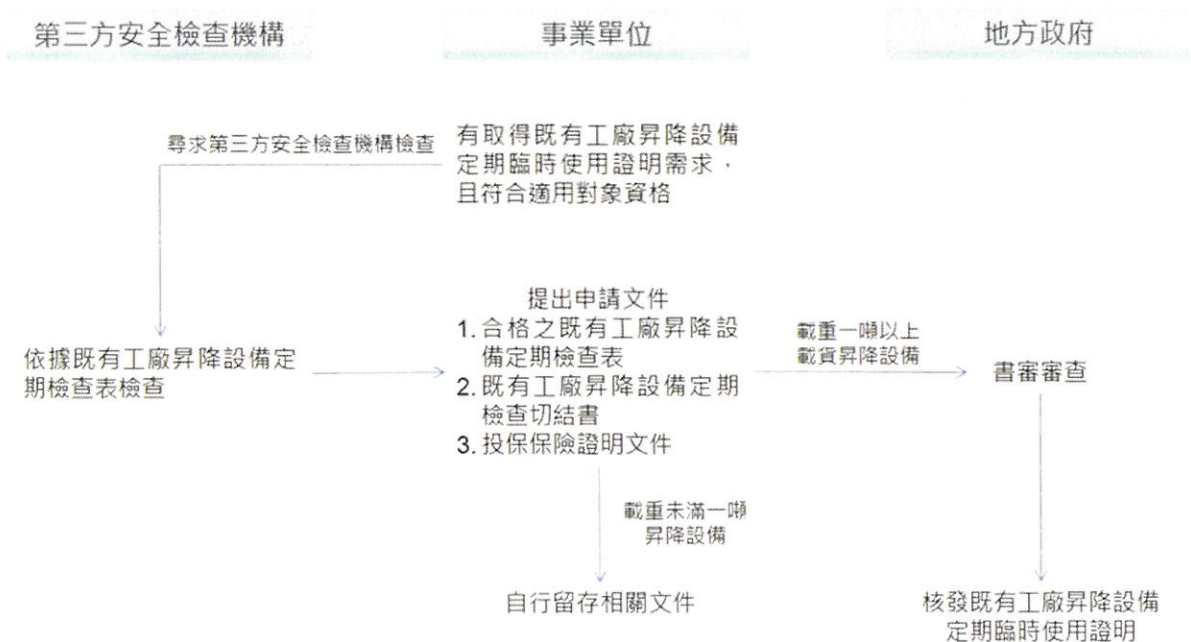 第三方安全檢查機構
事業單位
地方政府
尋求第三方安全檢查機構檢查
有取得既有工廠昇降設備
定期臨時使用證明需求，
且符合適用對象資格
依據既有工廠昇降設備定
期檢查表檢查
提出申請文件
1. 合格之既有工廠昇降設
備定期檢查表
2. 既有工廠昇降設備定期
檢查切結書
3. 投保保險證明文件
載重一噸以上
載貨昇降設備
書審審查
載重未滿一噸
昇降設備
自行留存相關文件
核發既有工廠昇降設備
定期臨時使用證明